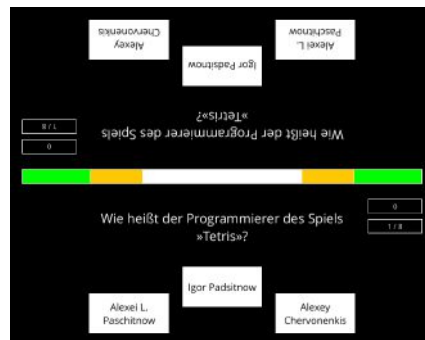 Wie heißt der Programmierer des Spiels
»Tetris»?
0
1 / 8
Igor Padsitnow
Alexei L.
Paschitnow
Alexey
Chervonenkis
Wie heißt der Programmierer des Spiels
»Tetris»?
0
1 / 8
Igor Padsitnow
Alexei L.
Paschitnow
Alexey
Chervonenkis